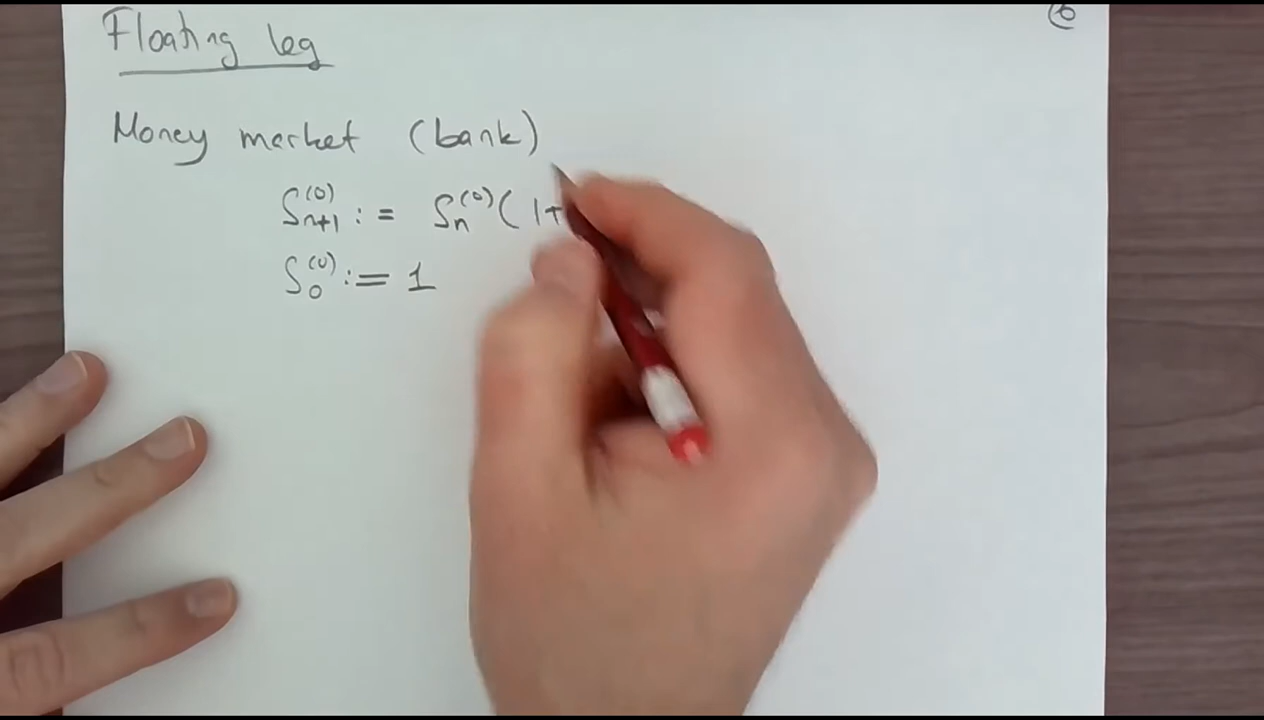 Floating leg
Money market (bank)
S_{n+1}^{(0)} := S_n^{(0)} ( 1+
S_0^{(0)} := 1